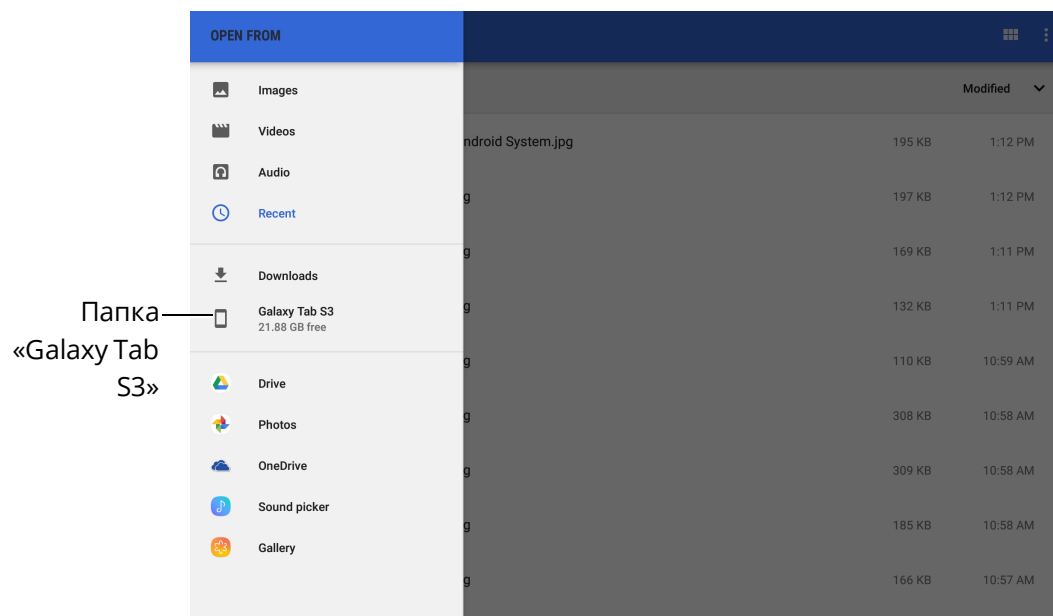 OPEN FROM
Modified
Images
Videos
ndroid System.jpg 195 KB 1:12 PM
Audio
g 197 KB 1:12 PM
Recent
g 169 KB 1:11 PM
Downloads
Папка
«Galaxy Tab
S3»
Galaxy Tab S3
21.88 GB free
g 132 KB 1:11 PM
g 110 KB 10:59 AM
Drive
Photos
g 308 KB 10:58 AM
OneDrive
g 309 KB 10:58 AM
Sound picker
g 185 KB 10:58 AM
Gallery
g 166 KB 10:57 AM